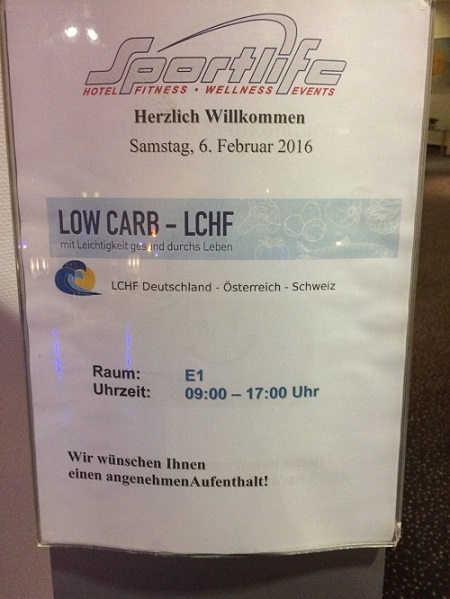 Sportlife
HOTEL FITNESS • WELLNESS EVENTS
Herzlich Willkommen
Samstag, 6. Februar 2016
LOW CARB – LCHF
mit Leichtigkeit gesund durchs Leben
LCHF Deutschland - Österreich - Schweiz
Raum: E1
Uhrzeit: 09:00 – 17:00 Uhr
Wir wünschen Ihnen
einen angenehmenAufenthalt!